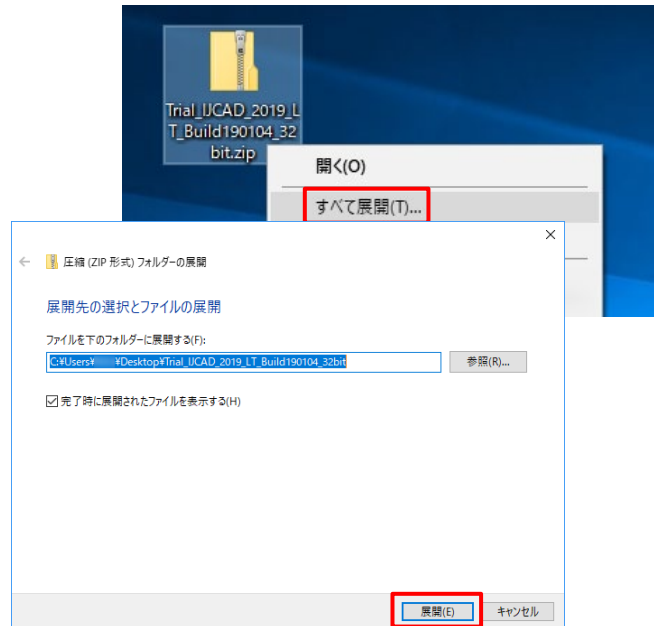 Trial_IJCAD_2019_L
T_Build190104_32
bit.zip
開く(O)
すべて展開(T)...
圧縮 (ZIP 形式) フォルダーの展開
展開先の選択とファイルの展開
ファイルを下のフォルダーに展開する(F):
C:¥Users¥ ¥Desktop¥Trial_IJCAD_2019_LT_Build190104_32bit
参照(R)...
完了時に展開されたファイルを表示する(H)
展開(E)
キャンセル